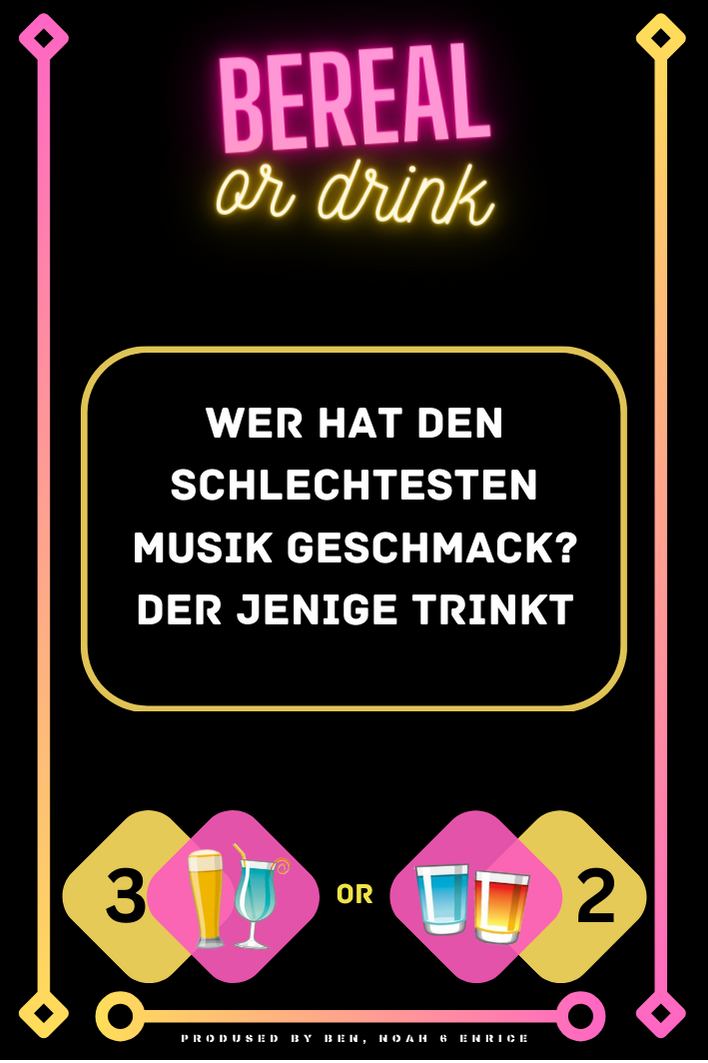 BEREAL
or drink
WER HAT DEN
SCHLECHTESTEN
MUSIK GESCHMACK?
DER JENIGE TRINKT
3 OR 2
PRODUSED BY BEN, NOAH & ENRICE